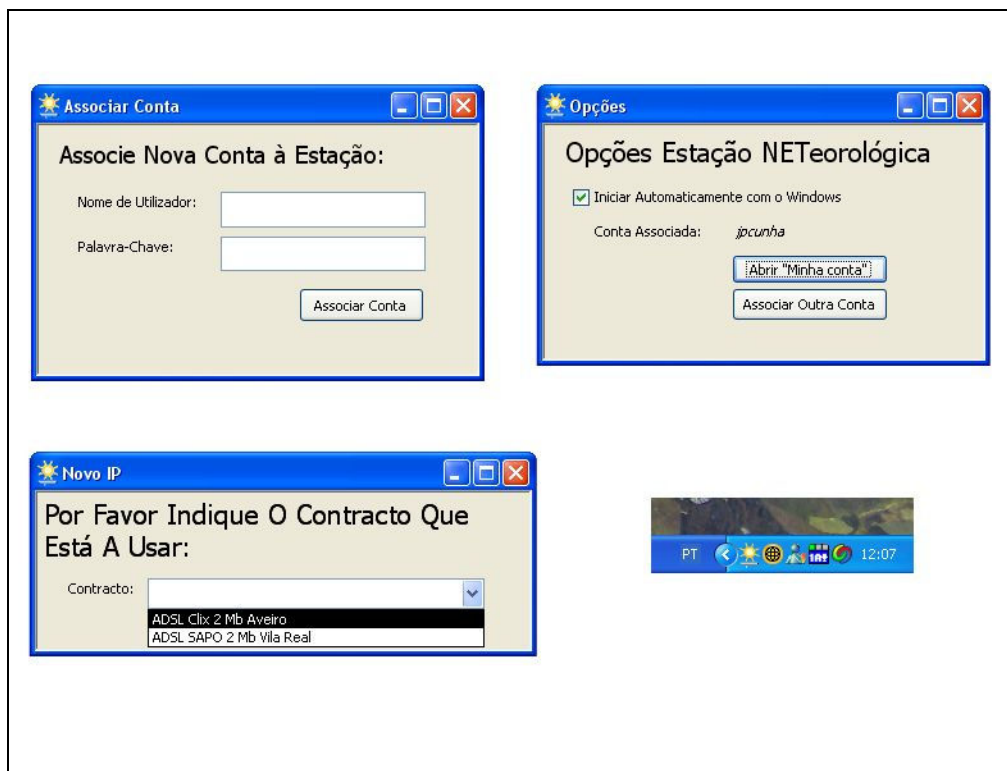 Associar Conta
Associe Nova Conta à Estação:
Nome de Utilizador:
Palavra-Chave:
Associar Conta
Opções
Opções Estação NETeorológica
Iniciar Automaticamente com o Windows
Conta Associada: jpcunha
Abrir "Minha conta"
Associar Outra Conta
Novo IP
Por Favor Indique O Contracto Que
Está A Usar:
Contracto:
ADSL Clix 2 Mb Aveiro
ADSL SAPO 2 Mb Vila Real
PT 12:07